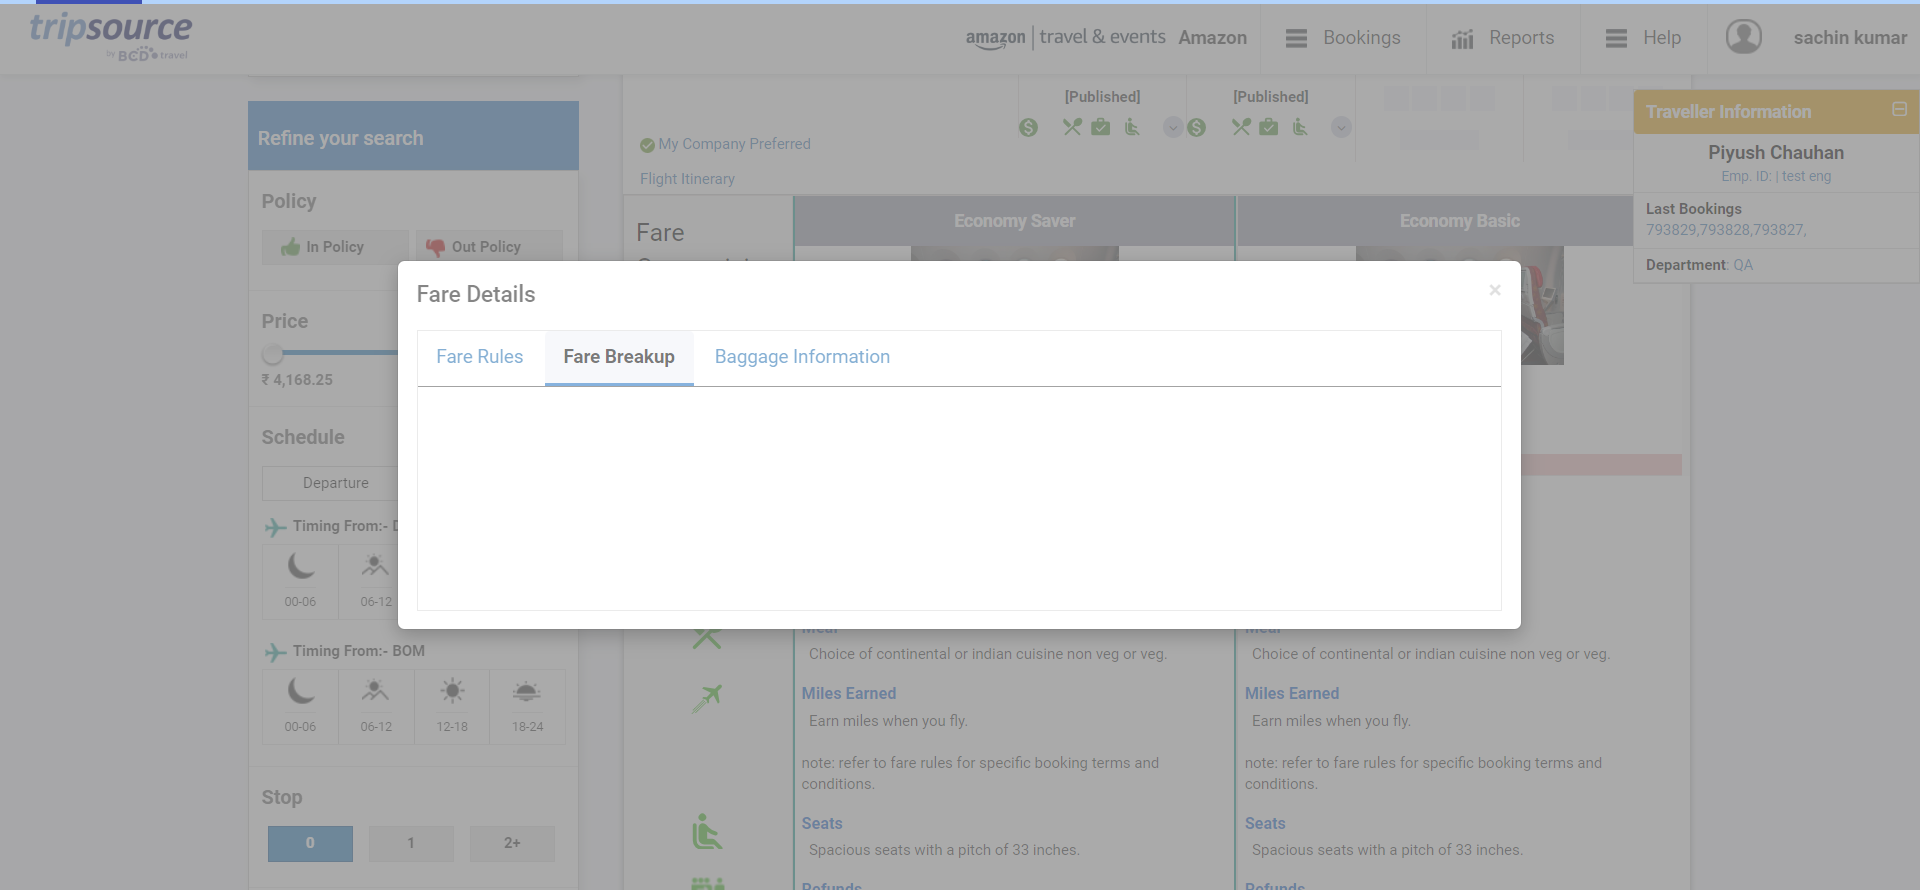 tripsource
by BCD travel
amazon | travel & events Amazon
Bookings
Reports
Help
sachin kumar
Refine your search
Policy
In Policy
Out Policy
Price
₹ 4,168.25
Schedule
Departure
Timing From:-
00-06
06-12
Timing From:- BOM
00-06
06-12
12-18
18-24
Stop
0
1
2+
[Published]
[Published]
My Company Preferred
Flight Itinerary
Fare
Economy Saver
Economy Basic
Traveller Information
Piyush Chauhan
Emp. ID: | test eng
Last Bookings
793829,793828,793827,
Department: QA
Fare Details
×
Fare Rules
Fare Breakup
Baggage Information
Meal
Choice of continental or indian cuisine non veg or veg.
Miles Earned
Earn miles when you fly.
note: refer to fare rules for specific booking terms and
conditions.
Seats
Spacious seats with a pitch of 33 inches.
Refunds
Meal
Choice of continental or indian cuisine non veg or veg.
Miles Earned
Earn miles when you fly.
note: refer to fare rules for specific booking terms and
conditions.
Seats
Spacious seats with a pitch of 33 inches.
Refunds